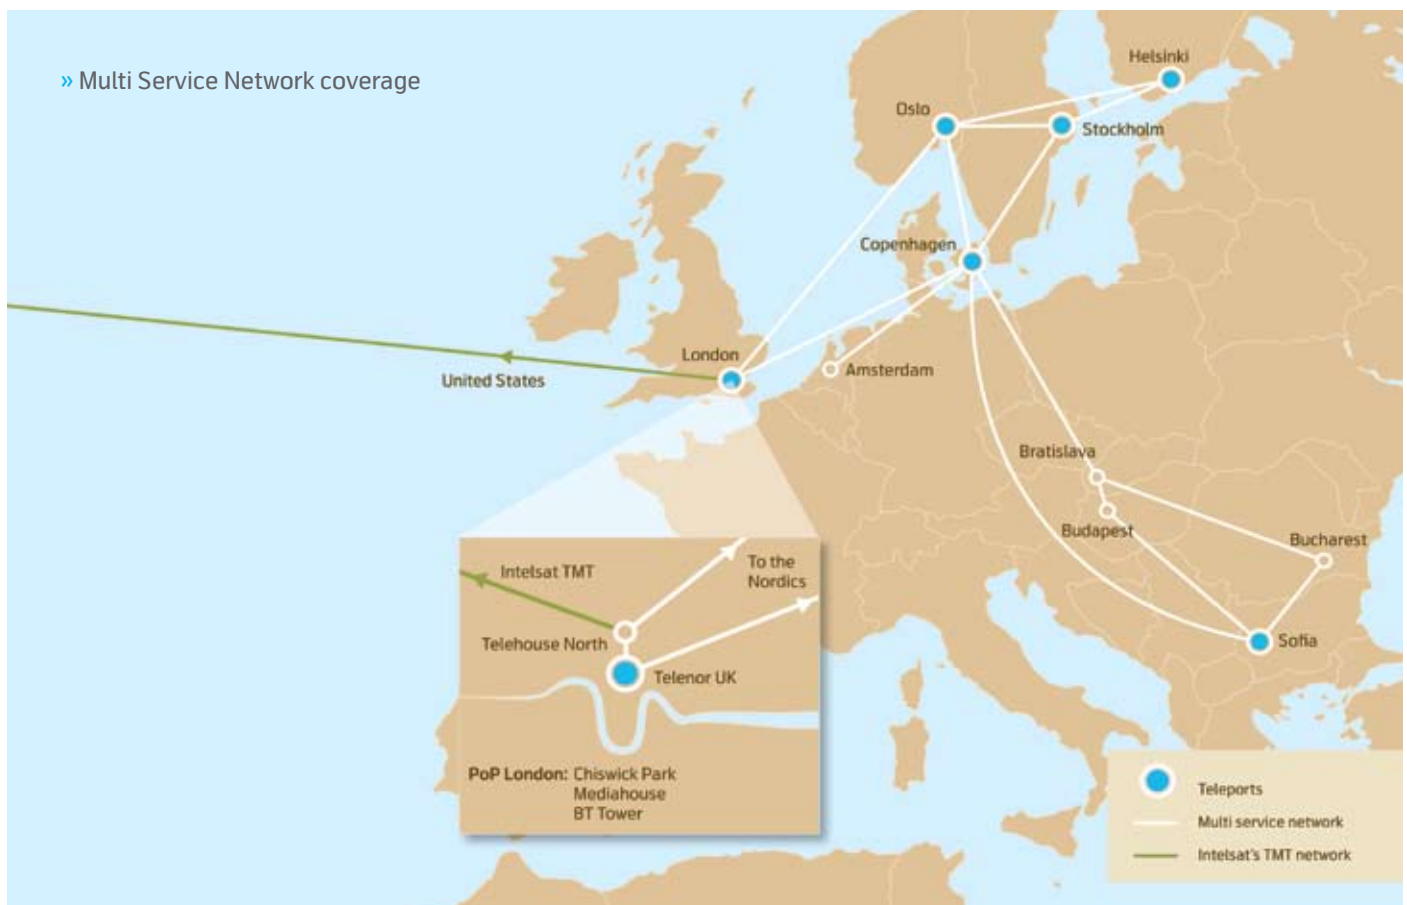 » Multi Service Network coverage
Helsinki
Oslo
Stockholm
Copenhagen
London
Amsterdam
United States
Bratislava
Budapest
Bucharest
Sofia
Intelsat TMT
To the
Nordics
Telehouse North
Telenor UK
PoP London: Chiswick Park
Mediahouse
BT Tower
Teleports
Multi service network
Intelsat's TMT network